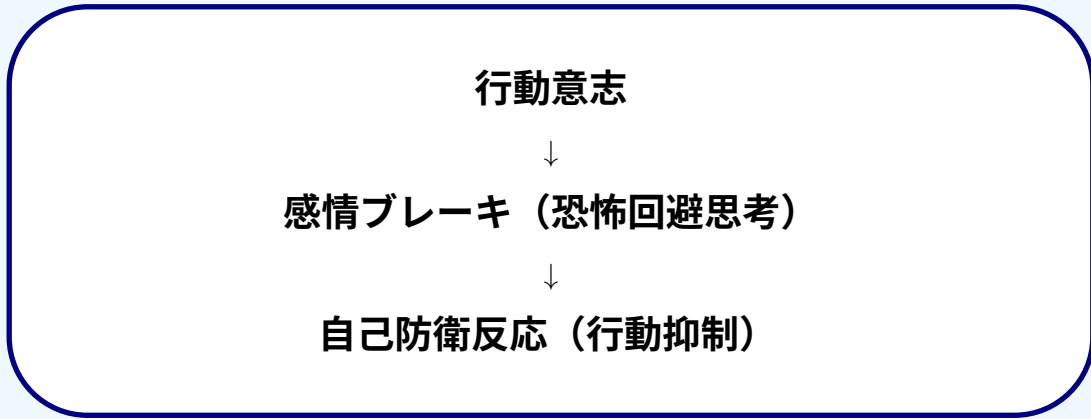 行動意志
↓
感情ブレーキ（恐怖回避思考）
↓
自己防衛反応（行動抑制）